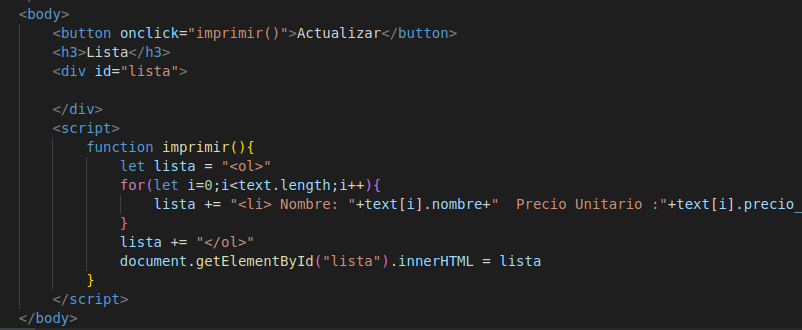 <body>
<button onclick="imprimir()">Actualizar</button>
<h3>Lista</h3>
<div id="lista">
</div>
<script>
function imprimir(){
let lista = "<ol>"
for(let i=0;i<text.length;i++){
lista += "<li> Nombre: "+text[i].nombre+"  Precio Unitario :"+text[i].precio_
}
lista += "</ol>"
document.getElementById("lista").innerHTML = lista
}
</script>
</body>